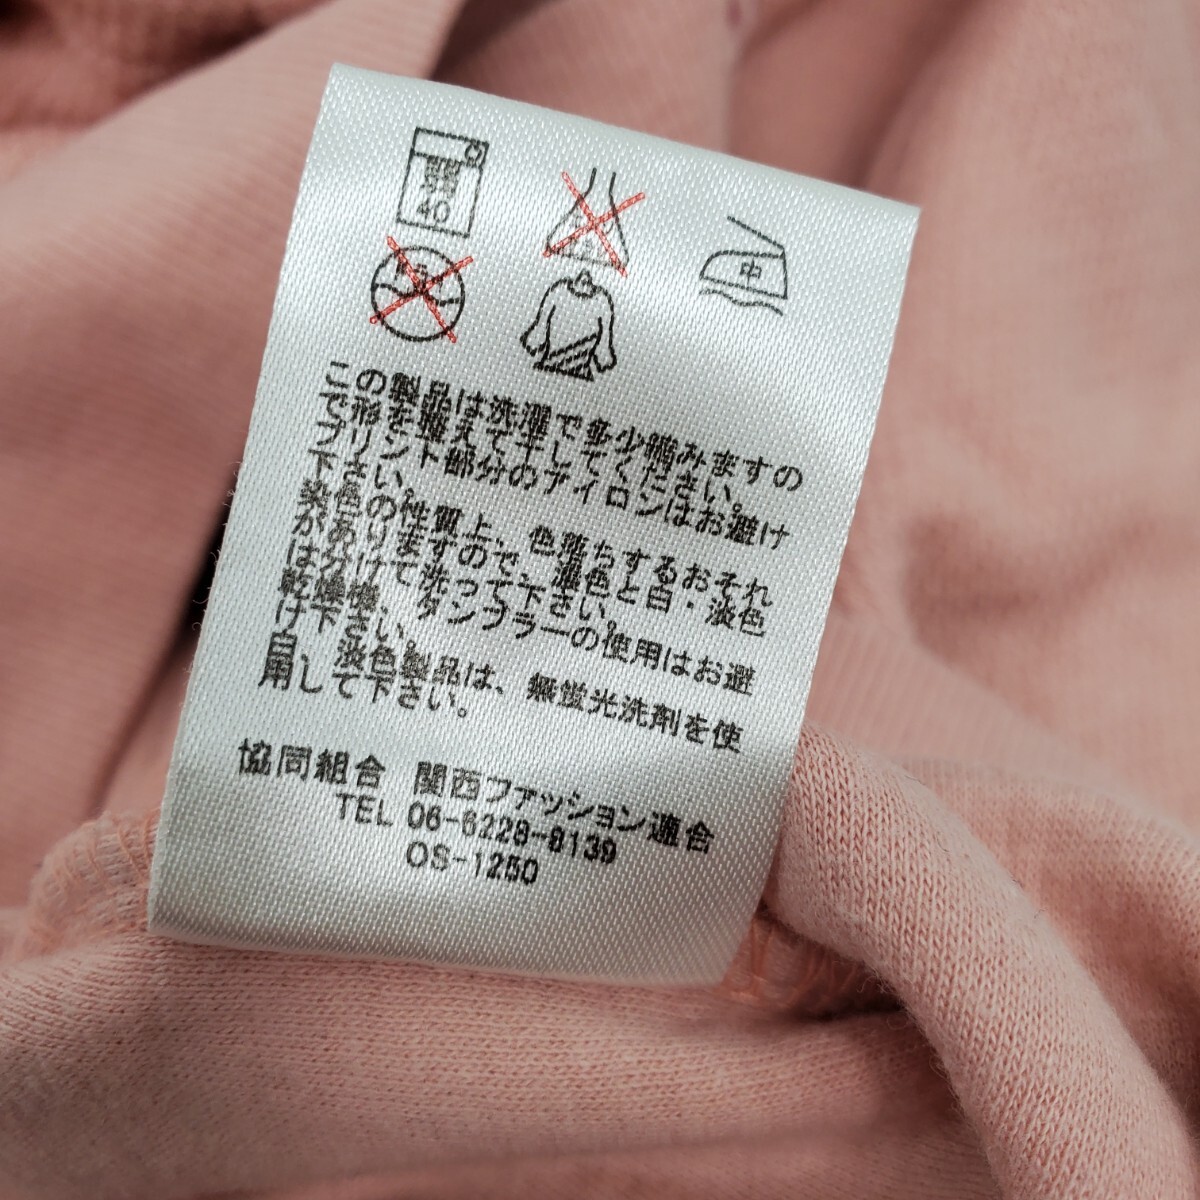 弱
40
中
この製品は洗濯で多少縮みますの
で形を整えて干してください。
プリント部分のアイロンはお避け
下さい。
染色の性質上、色落ちするおそれ
がありますので、濃色と白・淡色
は分けて洗って下さい。
乾燥機、タンブラーの使用はお避
け下さい。
淡色製品は、無蛍光洗剤を使
用して下さい。
協同組合 関西ファッション連合
TEL 06-6228-8139
OS-1250